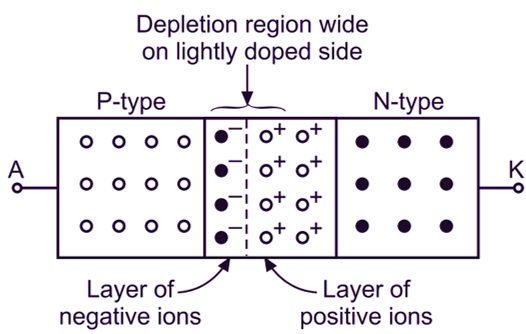 Depletion region wide
on lightly doped side
P-type
N-type
A
K
− + +
− + +
− + +
− + +
Layer of
negative ions
Layer of
positive ions